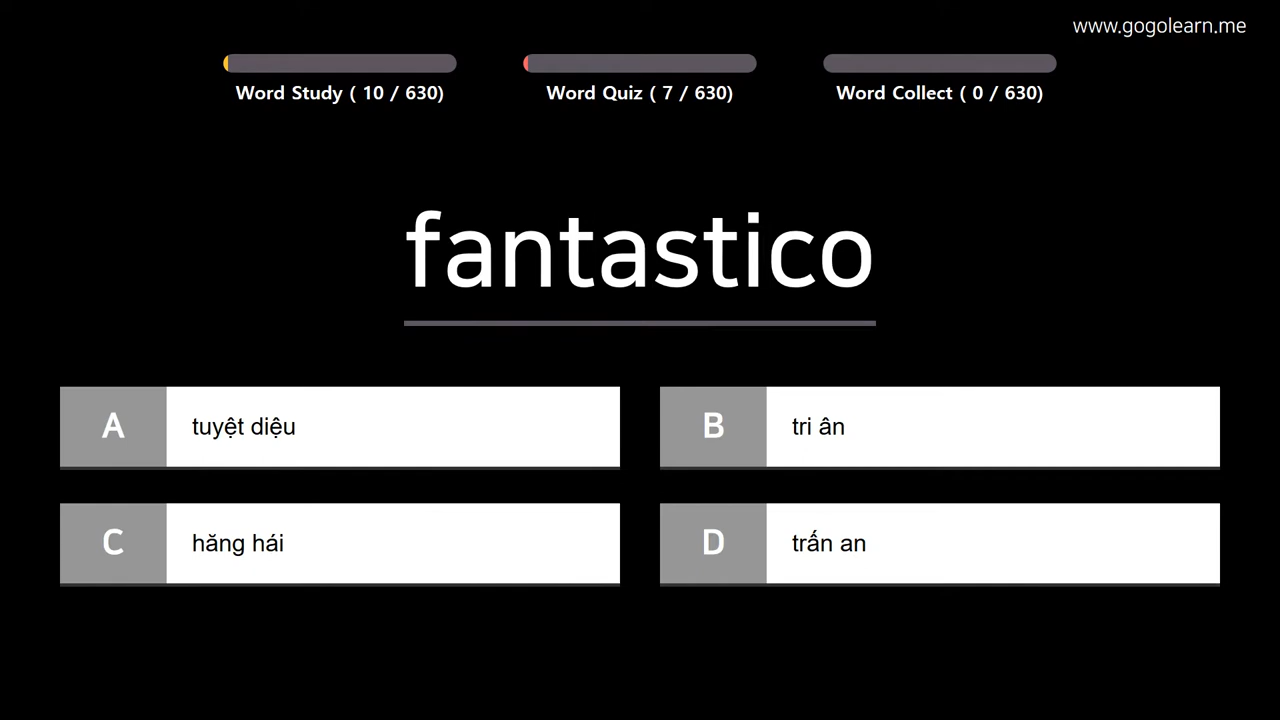 www.gogolearn.me
Word Study ( 10 / 630)
Word Quiz ( 7 / 630)
Word Collect ( 0 / 630)
fantastico
A tuyệt diệu
B tri ân
C hăng hái
D trấn an